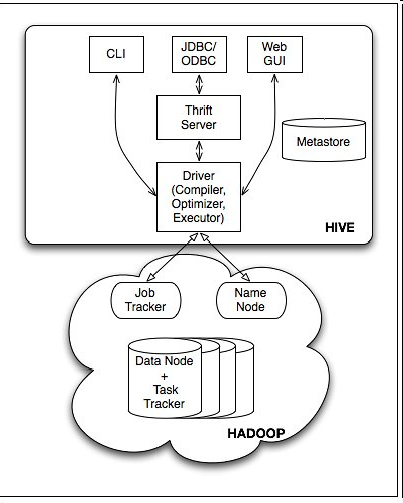 CLI
JDBC/
ODBC
Web
GUI
Thrift
Server
Metastore
Driver
(Compiler,
Optimizer,
Executor)
HIVE
Job
Tracker
Name
Node
Data Node
+
Task
Tracker
HADOOP